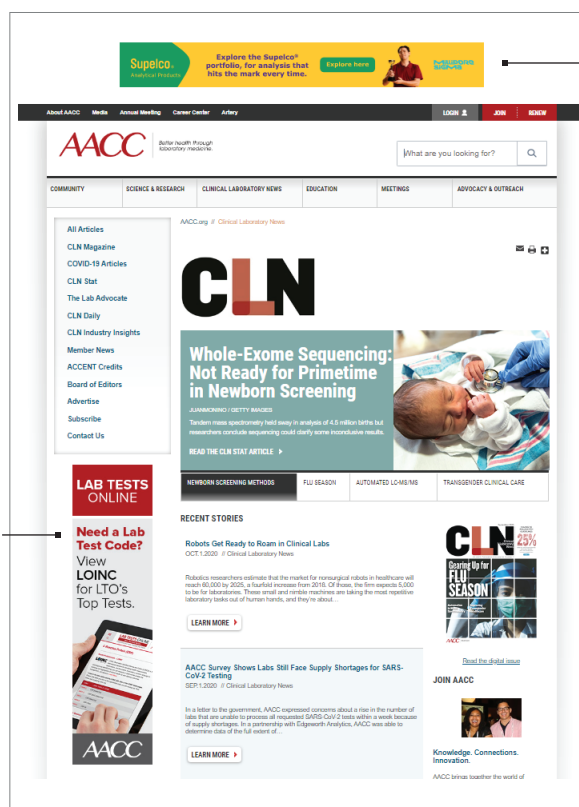 Supelco®
Analytical Products
Explore the Supelco®
portfolio, for analysis that
hits the mark every time.
Explore here
About AACC Media Annual Meeting Career Center Artery
LOGIN JOIN RENEW
AACC
Better health through
laboratory medicine.
What are you looking for?
COMMUNITY SCIENCE & RESEARCH CLINICAL LABORATORY NEWS EDUCATION MEETINGS ADVOCACY & OUTREACH
All Articles
CLN Magazine
COVID-19 Articles
CLN Stat
The Lab Advocate
CLN Daily
CLN Industry Insights
Member News
ACCENT Credits
Board of Editors
Advertise
Subscribe
Contact Us
LAB TESTS
ONLINE
Need a Lab
Test Code?
View
LOINC
for LTO's
Top Tests.
AACC
AACC.org // Clinical Laboratory News
CLN
Whole-Exome Sequencing:
Not Ready for Primetime
in Newborn Screening
JUANMONINO / GETTY IMAGES
Tandem mass spectrometry held sway in analysis of 4.5 million births but
researchers conclude sequencing could clarify some inconclusive results.
READ THE CLN STAT ARTICLE
NEWBORN SCREENING METHODS FLU SEASON AUTOMATED LC-MS/MS TRANSGENDER CLINICAL CARE
RECENT STORIES
Robots Get Ready to Roam in Clinical Labs
OCT.1.2020 // Clinical Laboratory News
Robotics researchers estimate that the market for nonsurgical robots in healthcare will
reach 60,000 by 2025, a fourfold increase from 2016. Of those, the firm expects 5,000
to be for laboratories. These small and nimble machines are taking the most repetitive
laboratory tasks out of human hands, and they're about...
LEARN MORE
AACC Survey Shows Labs Still Face Supply Shortages for SARS-
CoV-2 Testing
SEP.1.2020 // Clinical Laboratory News
In a letter to the government, AACC expressed concerns about a rise in the number of
labs that are unable to process all requested SARS-CoV-2 tests within a week because
of supply shortages. In a partnership with Edgeworth Analytics, AACC was able to
determine data of the full extent of...
LEARN MORE
CLN
25%
Gearing Up for
FLU
SEASON
AACC
Read the digital issue
JOIN AACC
Knowledge. Connections.
Innovation.
AACC brings together the world of